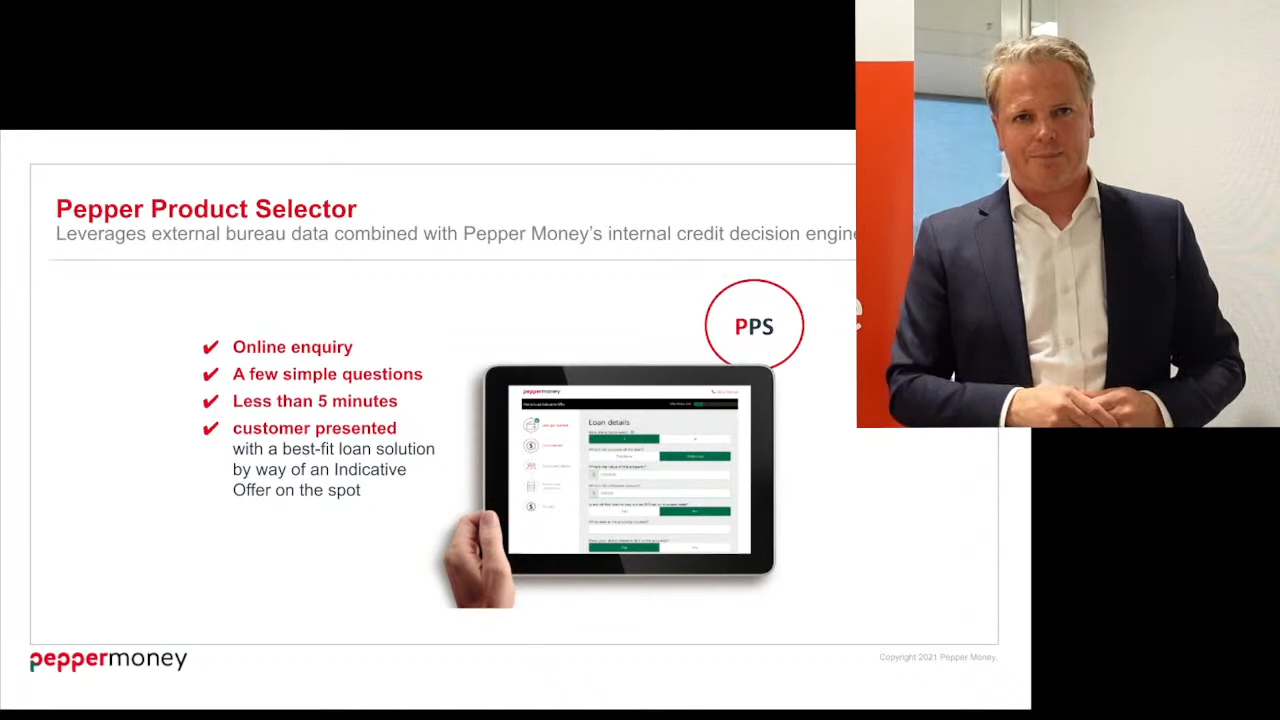 Pepper Product Selector
Leverages external bureau data combined with Pepper Money's internal credit decision engine
PPS
✔ Online enquiry
✔ A few simple questions
✔ Less than 5 minutes
✔ customer presented
with a best-fit loan solution
by way of an Indicative
Offer on the spot
peppermoney
Loan details
peppermoney
Copyright 2021 Pepper Money.